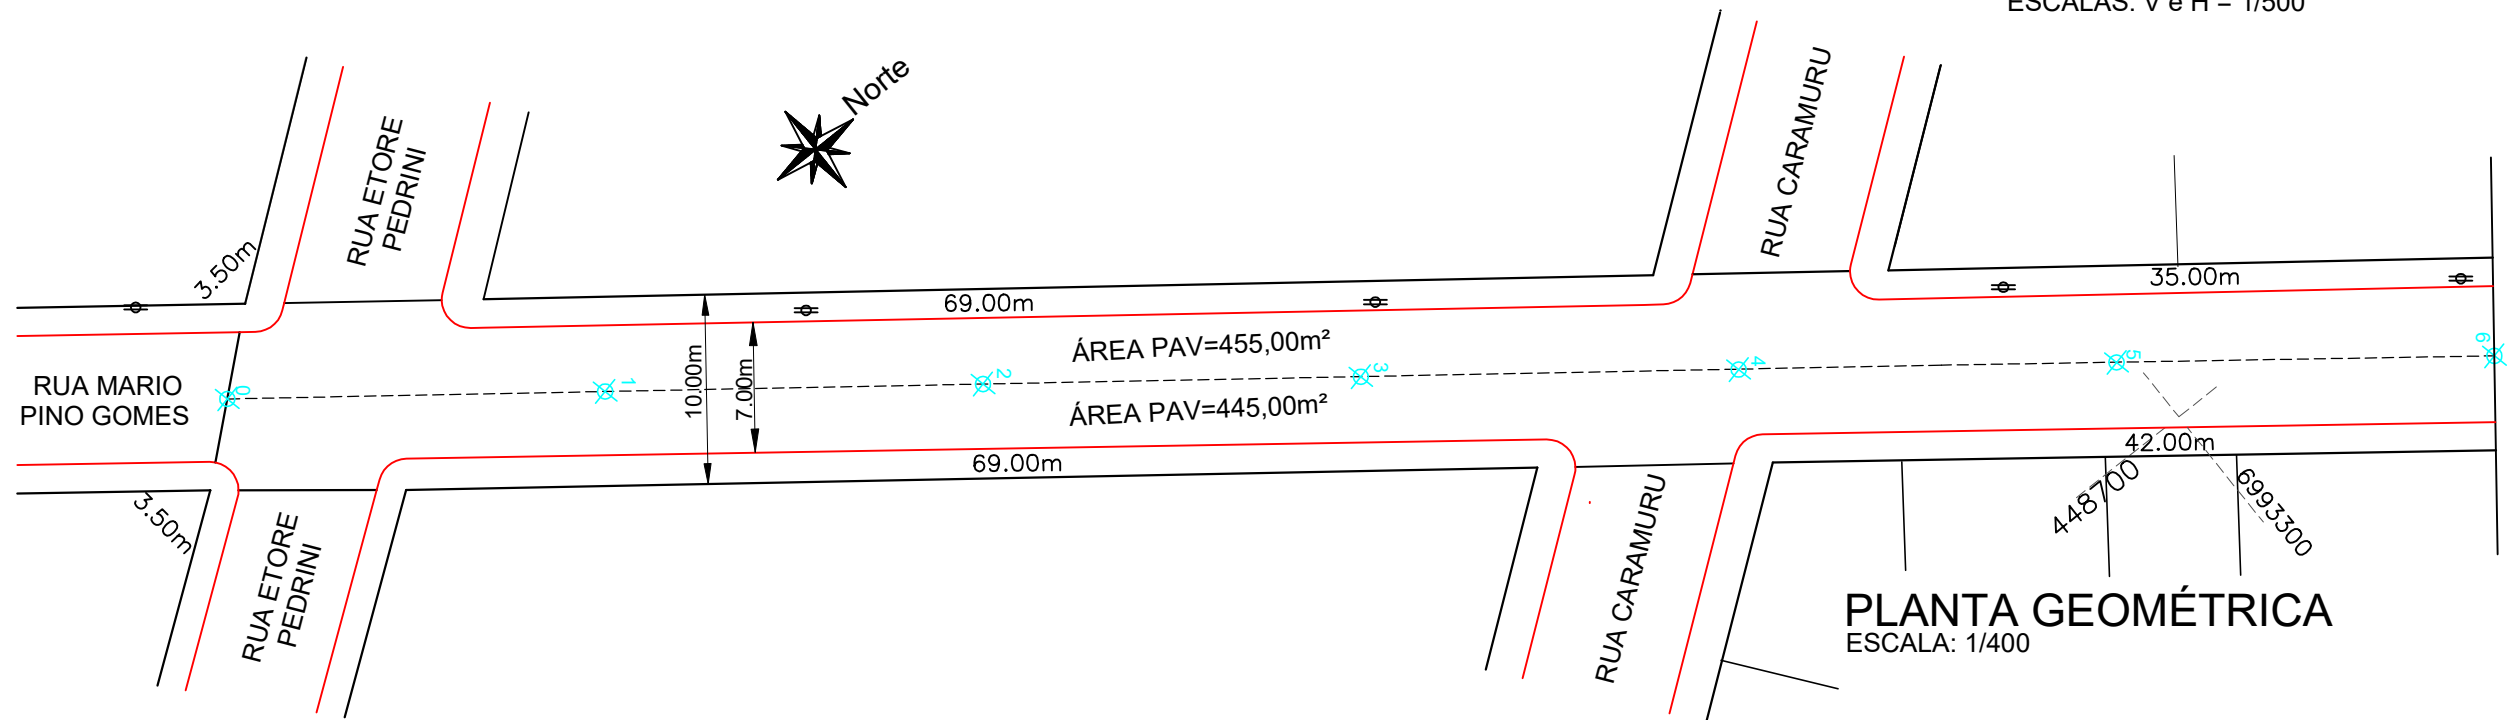 ESCALAS: V e H = 1/500
Norte
RUA ETORE
PEDRINI
RUA CARAMURU
3.50m
69.00m
35.00m
ÁREA PAV=455,00m²
10.00m
7.00m
RUA MARIO
PINO GOMES
0
1
2
3
4
5
6
ÁREA PAV=445,00m²
69.00m
42.00m
3.50m
448700
6993300
RUA ETORE
PEDRINI
RUA CARAMURU
PLANTA GEOMÉTRICA
ESCALA: 1/400